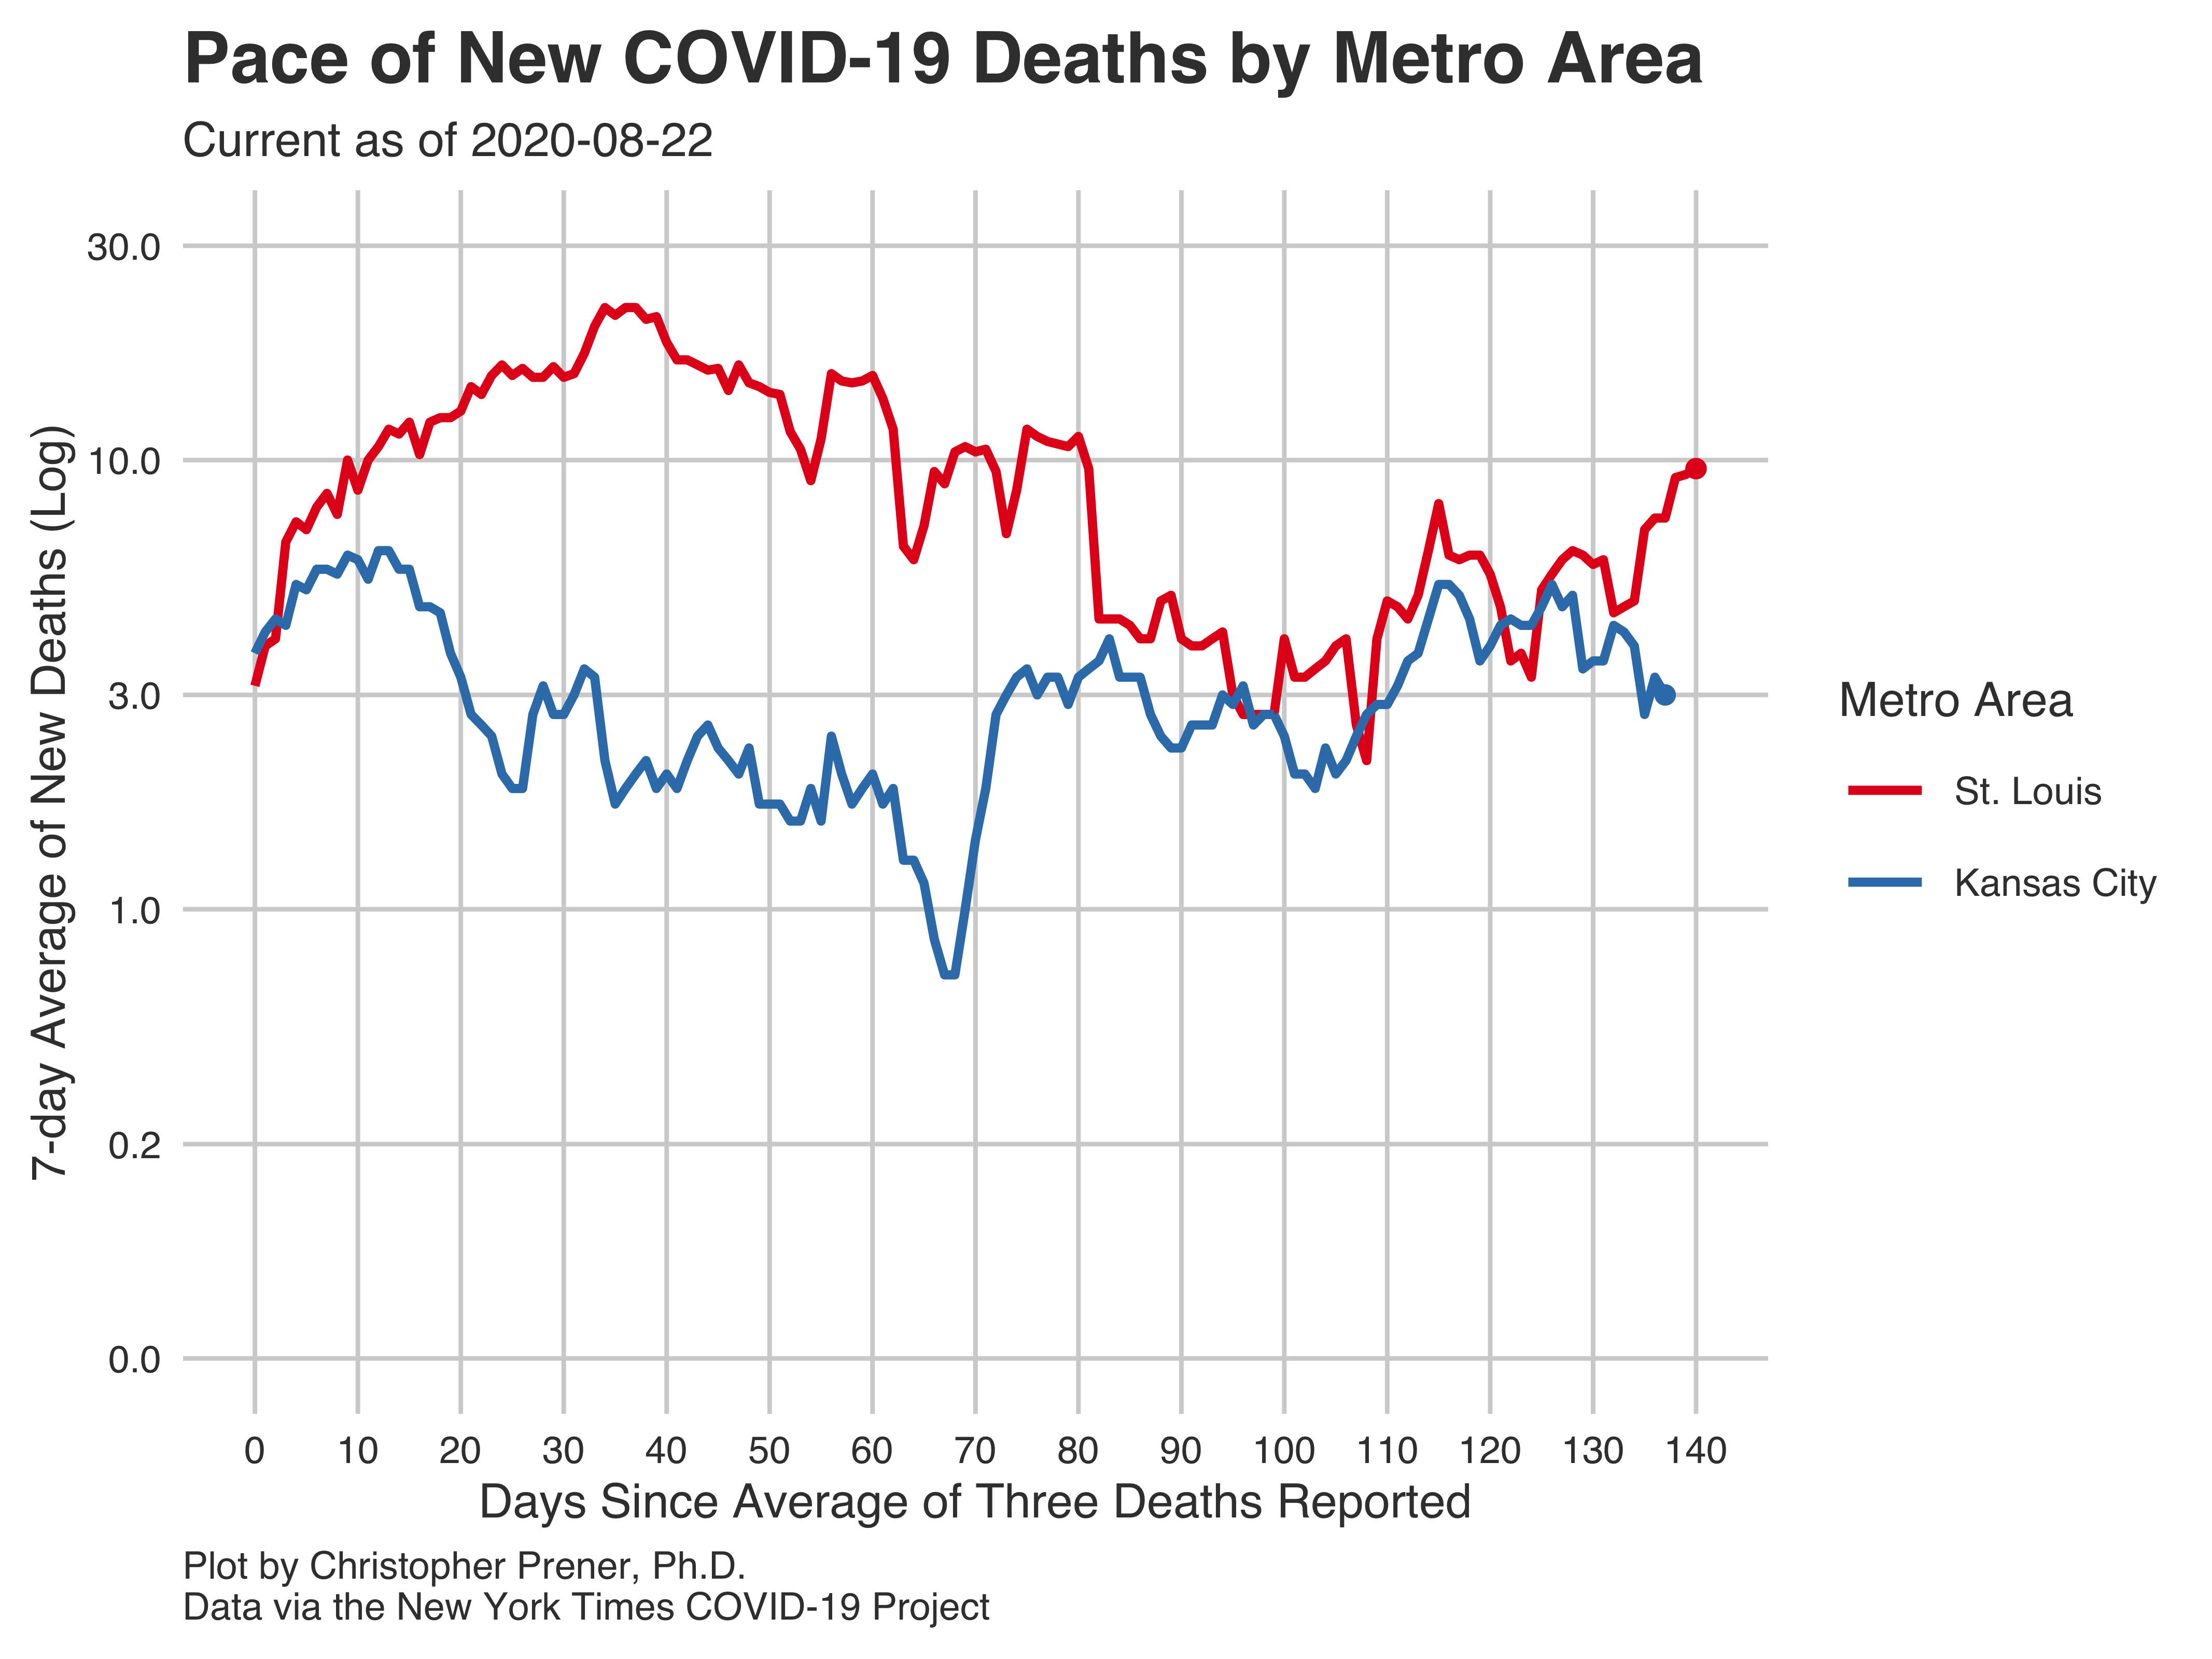 Pace of New COVID-19 Deaths by Metro Area
Current as of 2020-08-22
7-day Average of New Deaths (Log)
30.0
10.0
3.0
1.0
0.2
0.0
0 10 20 30 40 50 60 70 80 90 100 110 120 130 140
Days Since Average of Three Deaths Reported
Metro Area
St. Louis
Kansas City
Plot by Christopher Prener, Ph.D.
Data via the New York Times COVID-19 Project